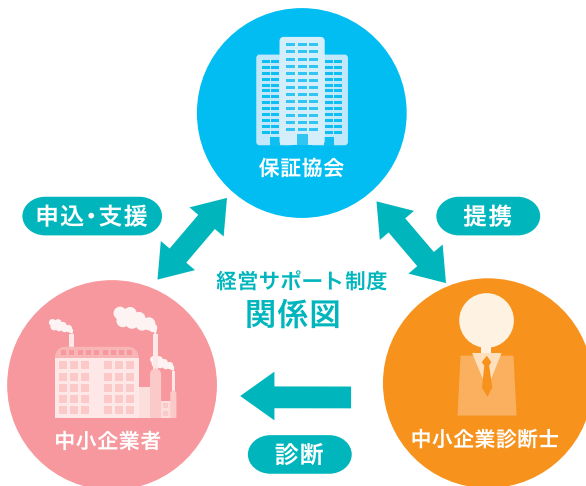 保証協会
申込・支援
提携
経営サポート制度
関係図
中小企業者
中小企業診断士
診断